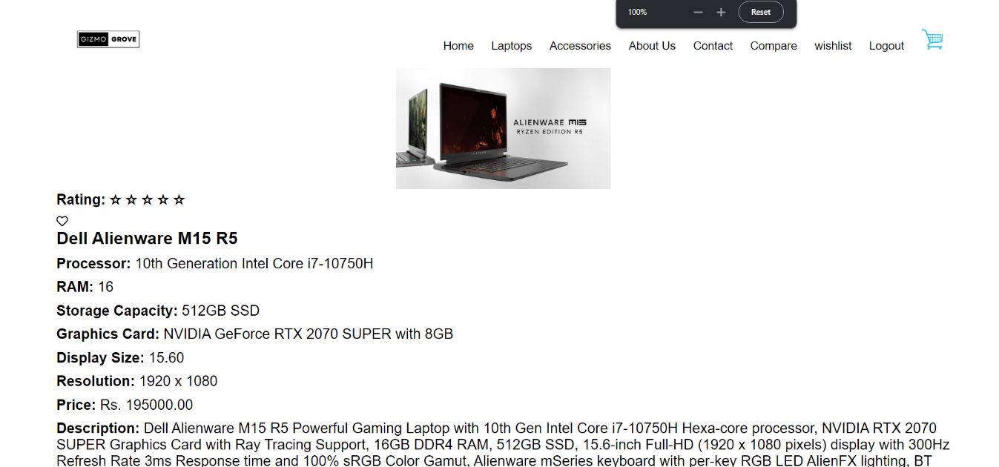 100% Reset
GIZMO GROVE
Home Laptops Accessories About Us Contact Compare wishlist Logout
ALIENWARE M15
RYZEN EDITION R5
ALIENWARE
Rating:
Dell Alienware M15 R5
Processor: 10th Generation Intel Core i7-10750H
RAM: 16
Storage Capacity: 512GB SSD
Graphics Card: NVIDIA GeForce RTX 2070 SUPER with 8GB
Display Size: 15.60
Resolution: 1920 x 1080
Price: Rs. 195000.00
Description: Dell Alienware M15 R5 Powerful Gaming Laptop with 10th Gen Intel Core i7-10750H Hexa-core processor, NVIDIA RTX 2070
SUPER Graphics Card with Ray Tracing Support, 16GB DDR4 RAM, 512GB SSD, 15.6-inch Full-HD (1920 x 1080 pixels) display with 300Hz
Refresh Rate 3ms Response time and 100% sRGB Color Gamut, Alienware mSeries keyboard with per-key RGB LED AlienFX lighting, BT